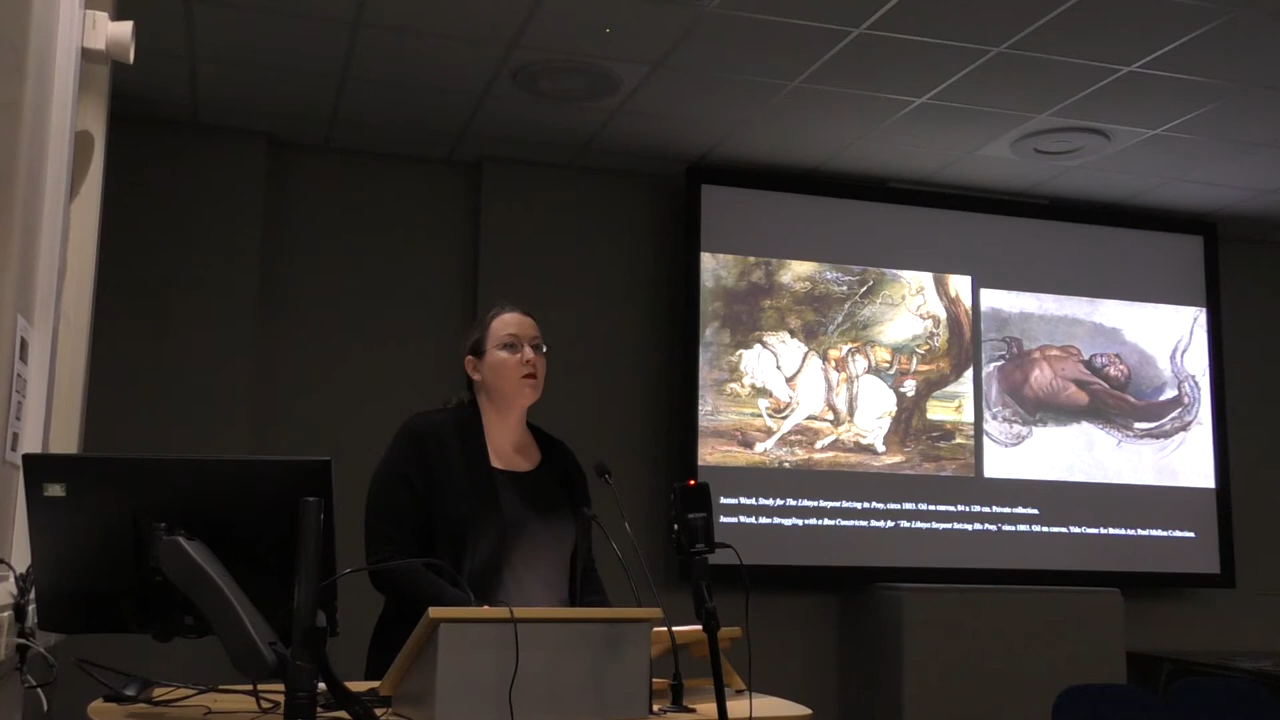 James Ward, Study for The Liboya Serpent Seizing its Prey, circa 1803. Oil on canvas, 84 x 120 cm. Private collection.
James Ward, Man Struggling with a Boa Constrictor, Study for "The Liboya Serpent Seizing His Prey," circa 1803. Oil on canvas, Yale Center for British Art, Paul Mellon Collection.